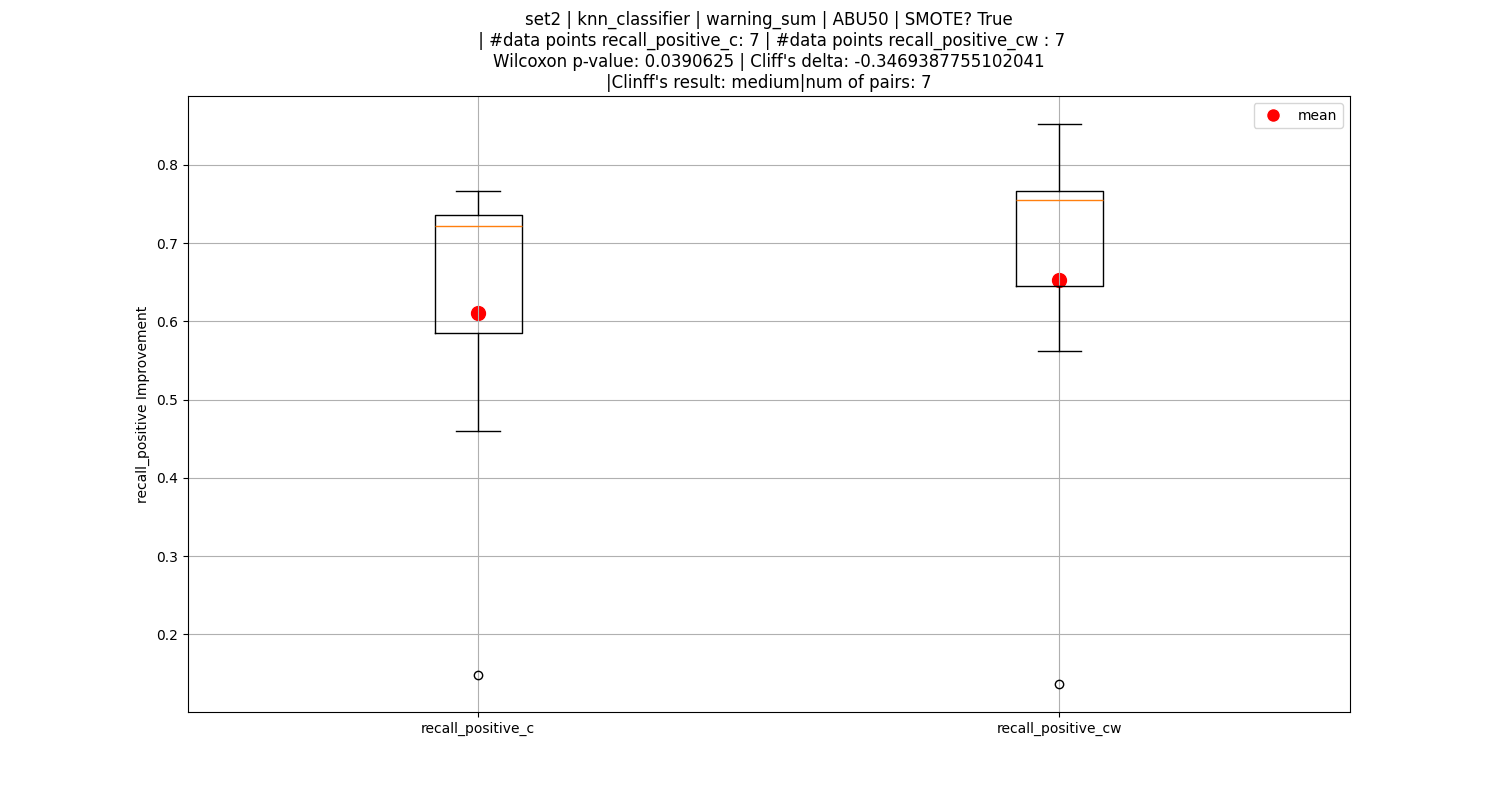 set2 | knn_classifier | warning_sum | ABU50 | SMOTE? True
| #data points recall_positive_c: 7 | #data points recall_positive_cw : 7
Wilcoxon p-value: 0.0390625 | Cliff's delta: -0.3469387755102041
|Clinff's result: medium|num of pairs: 7
mean
0.8
0.7
0.6
0.5
0.4
0.3
0.2
recall_positive Improvement
recall_positive_c
recall_positive_cw